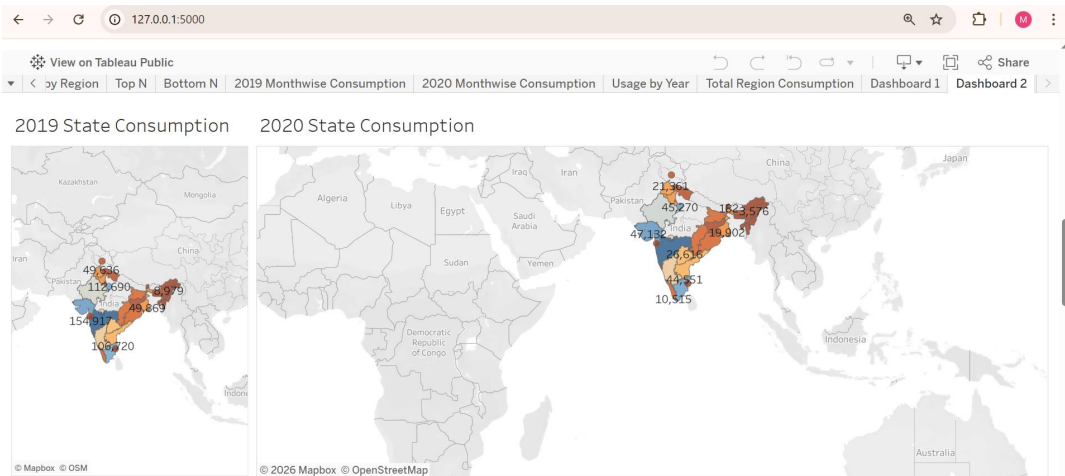 127.0.0.1:5000
M
View on Tableau Public
Share
by Region Top N Bottom N 2019 Monthwise Consumption 2020 Monthwise Consumption Usage by Year Total Region Consumption Dashboard 1 Dashboard 2
2019 State Consumption
2020 State Consumption
Kazakhstan
Mongolia
China
Iran
Pakistan
India
49,636
112,690
8,979
49,869
154,917
106,720
© Mapbox © OSM
Algeria
Libya
Egypt
Iraq
Iran
Saudi
Arabia
Sudan
Yemen
Democratic
Republic
of Congo
Pakistan
China
Japan
India
Indonesia
Australia
21,361
45,270
3,576
47,132
19,902
26,616
44,551
10,515
© 2026 Mapbox © OpenStreetMap